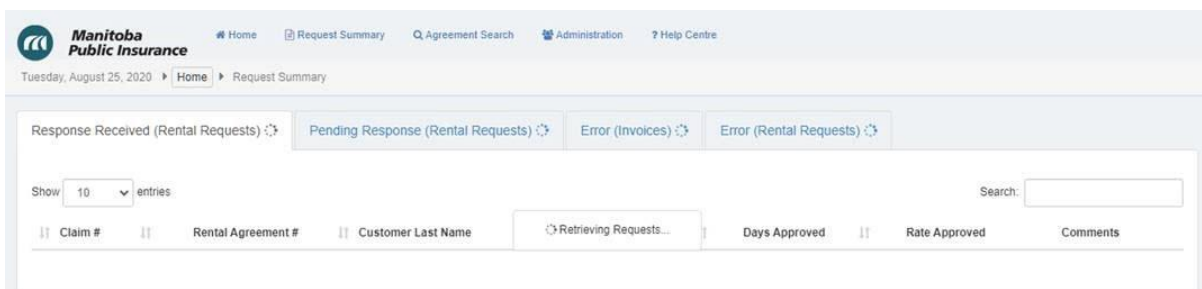 Manitoba
Public Insurance
Home Request Summary Agreement Search Administration ? Help Centre
Tuesday, August 25, 2020 Home Request Summary
Response Received (Rental Requests) Pending Response (Rental Requests) Error (Invoices) Error (Rental Requests)
Show 10 entries Search:
Claim # Rental Agreement # Customer Last Name Retrieving Requests... Days Approved Rate Approved Comments